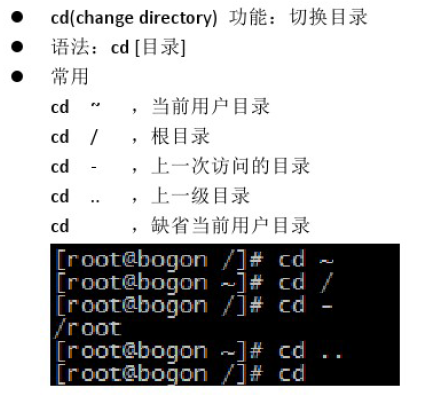 ● cd(change directory) 功能：切换目录
● 语法：cd [目录]
● 常用
cd ~ ，当前用户目录
cd / ，根目录
cd - ，上一次访问的目录
cd .. ，上一级目录
cd ，缺省当前用户目录
[root@bogon /]# cd ~
[root@bogon ~]# cd /
[root@bogon /]# cd -
/root
[root@bogon ~]# cd ..
[root@bogon /]# cd